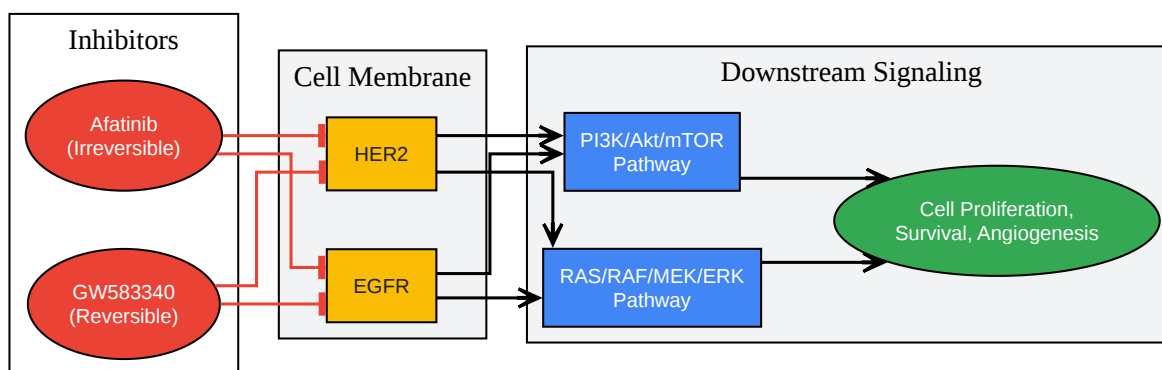 Inhibitors
Afatinib
(Irreversible)
GW583340
(Reversible)
Cell Membrane
HER2
EGFR
Downstream Signaling
PI3K/Akt/mTOR
Pathway
RAS/RAF/MEK/ERK
Pathway
Cell Proliferation,
Survival, Angiogenesis